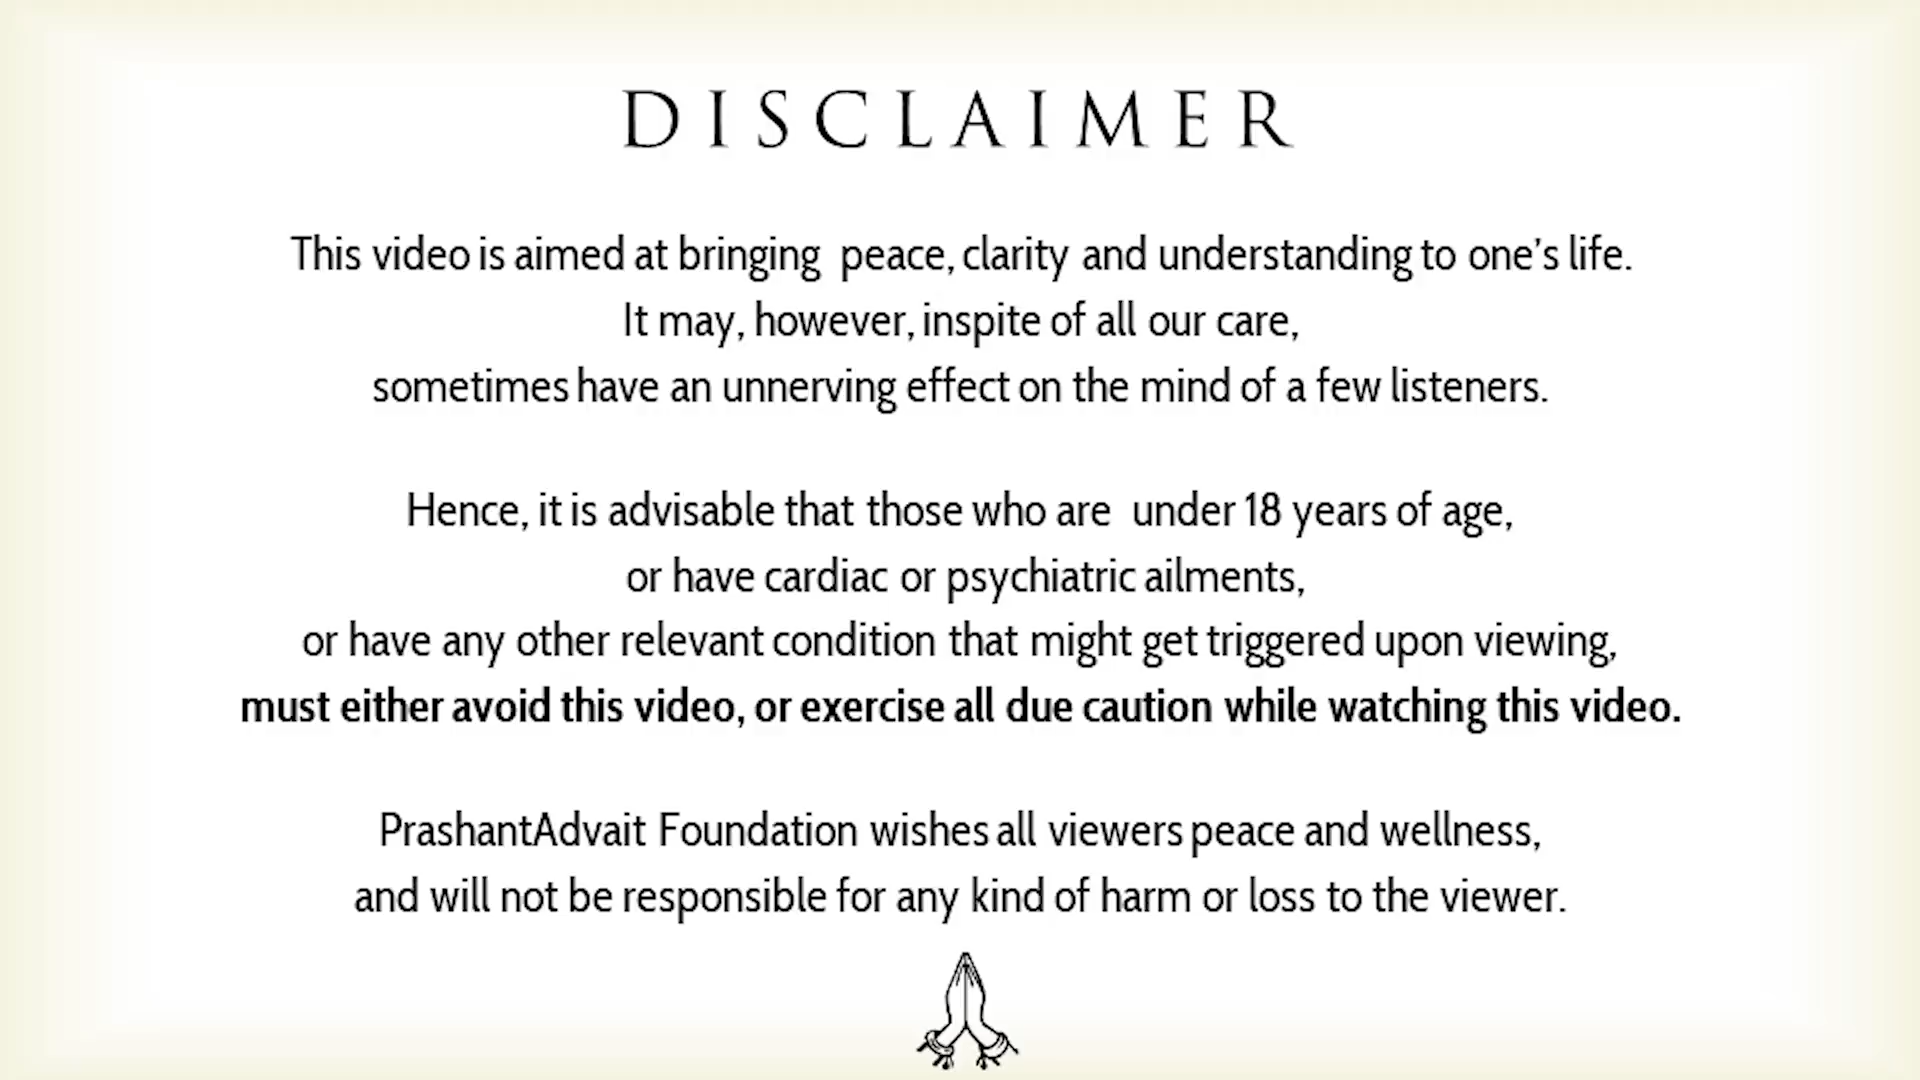 DISCLAIMER
This video is aimed at bringing peace, clarity and understanding to one's life.
It may, however, inspite of all our care,
sometimes have an unnerving effect on the mind of a few listeners.
Hence, it is advisable that those who are under 18 years of age,
or have cardiac or psychiatric ailments,
or have any other relevant condition that might get triggered upon viewing,
must either avoid this video, or exercise all due caution while watching this video.
PrashantAdvait Foundation wishes all viewers peace and wellness,
and will not be responsible for any kind of harm or loss to the viewer.